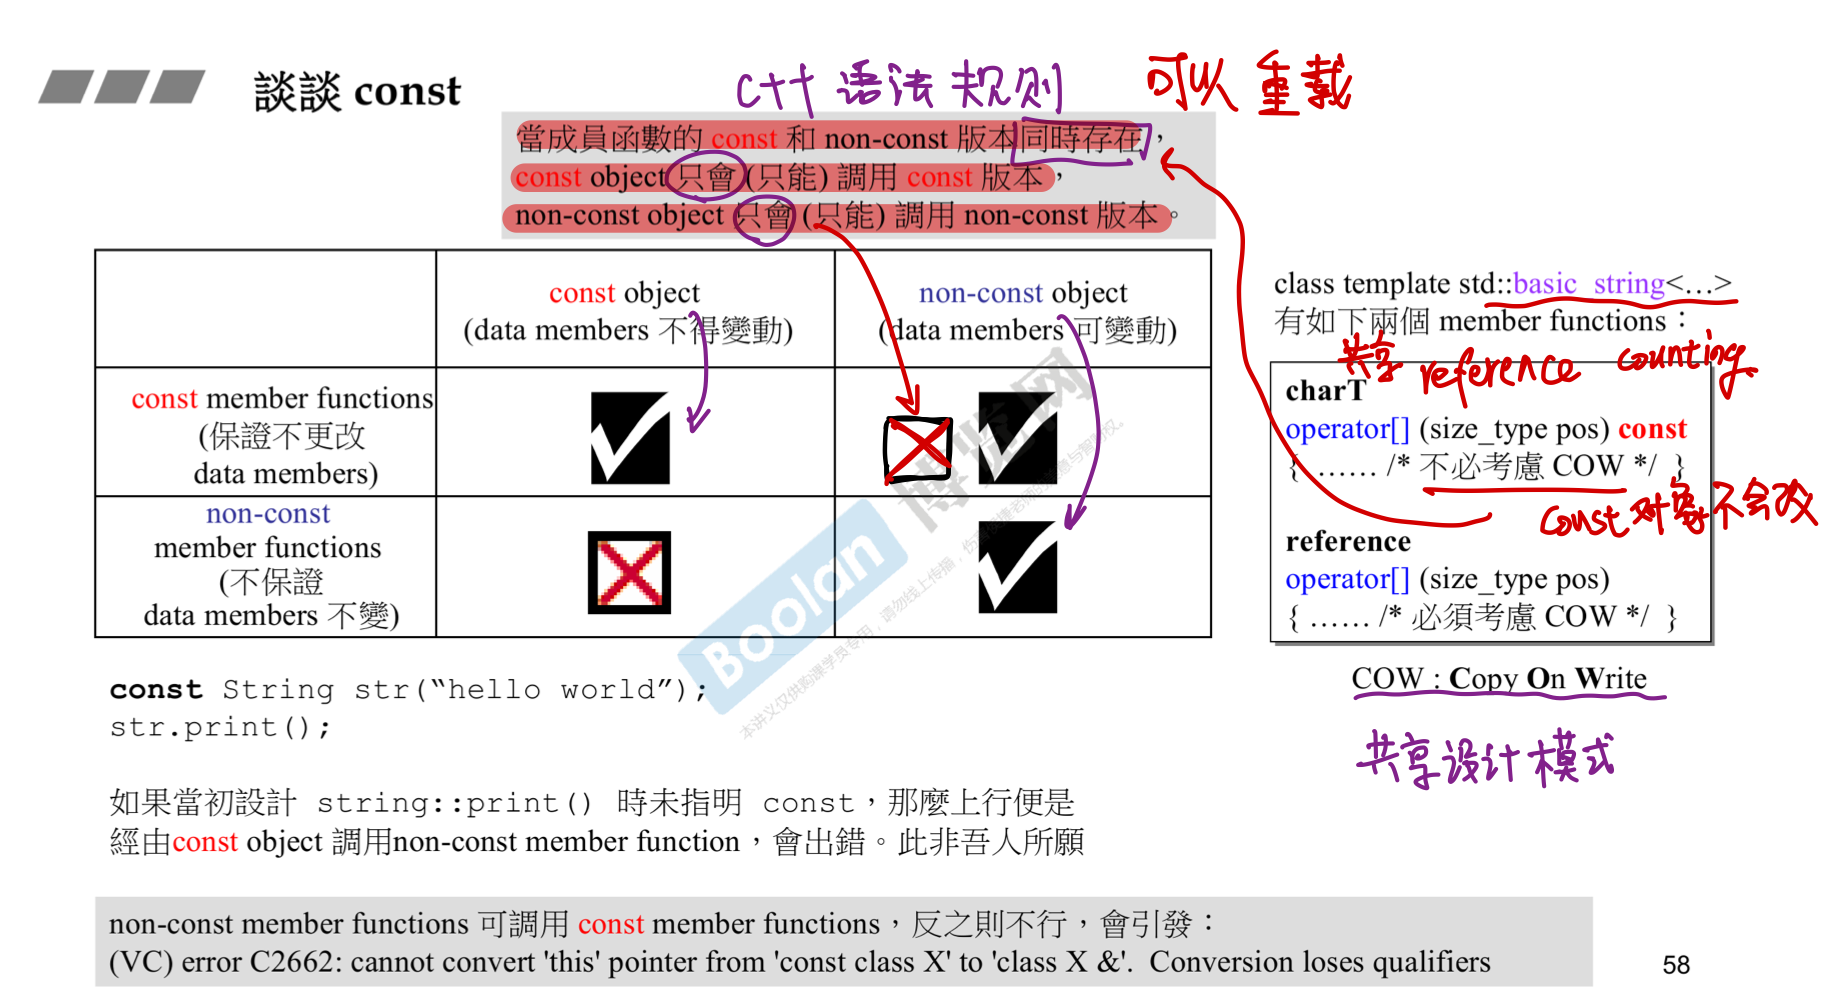 談談 const
C++ 语法规则
可以重载
當成員函數的 const 和 non-const 版本同時存在,
const object 只會 (只能) 調用 const 版本,
non-const object 只會 (只能) 調用 non-const 版本。
const object
(data members 不得變動)
non-const object
(data members 可變動)
const member functions
(保證不更改
data members)
non-const
member functions
(不保證
data members 不變)
class template std::basic_string<…>
有如下兩個 member functions:
共享 reference counting
charT
operator[] (size_type pos) const
{ …… /* 不必考慮 COW */ }
const 对象不会改
reference
operator[] (size_type pos)
{ …… /* 必須考慮 COW */ }
COW : Copy On Write
共享设计模式
const String str(“hello world”);
str.print();
如果當初設計 string::print() 時未指明 const,那麼上行便是
經由const object 調用non-const member function,會出錯。此非吾人所願
non-const member functions 可調用 const member functions,反之則不行,會引發:
(VC) error C2662: cannot convert 'this' pointer from 'const class X' to 'class X &'. Conversion loses qualifiers
58
Boolan
博览网